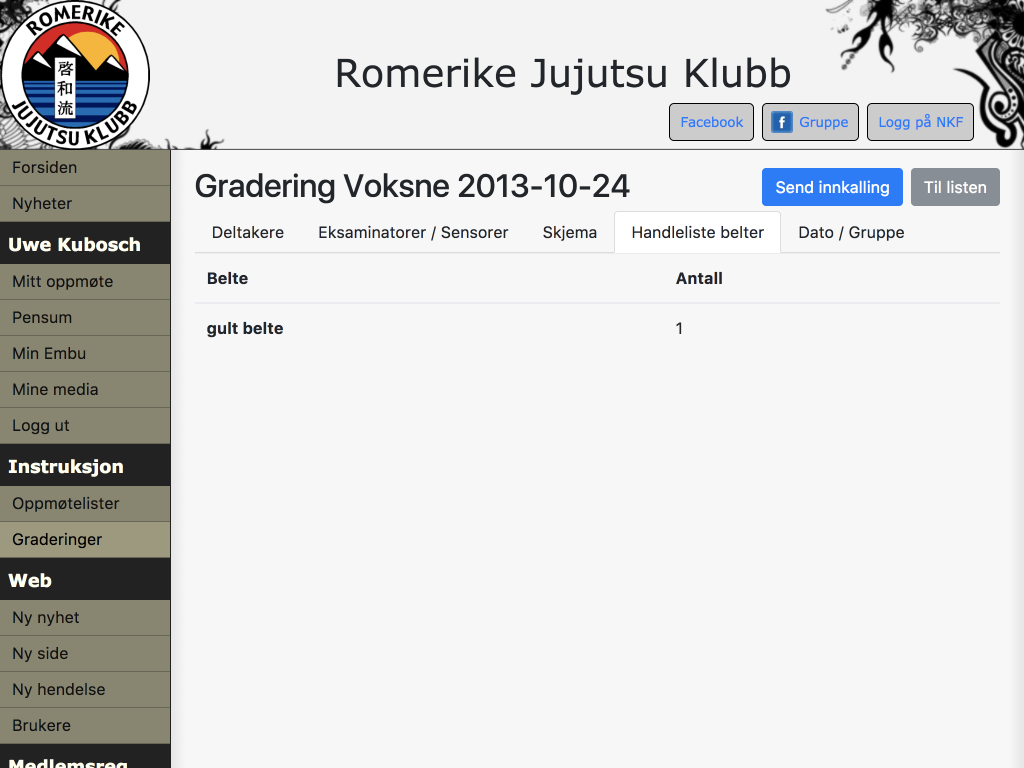 ROMERIKE
啓和流
JUJUTSU KLUBB
Romerike Jujutsu Klubb
Facebook
Gruppe
Logg på NKF
Forsiden
Nyheter
Uwe Kubosch
Mitt oppmøte
Pensum
Min Embu
Mine media
Logg ut
Instruksjon
Oppmøtelister
Graderinger
Web
Ny nyhet
Ny side
Ny hendelse
Brukere
Medlemsreg
Gradering Voksne 2013-10-24
Send innkalling
Til listen
Deltakere
Eksaminatorer / Sensorer
Skjema
Handleliste belter
Dato / Gruppe
Belte Antall
gult belte 1